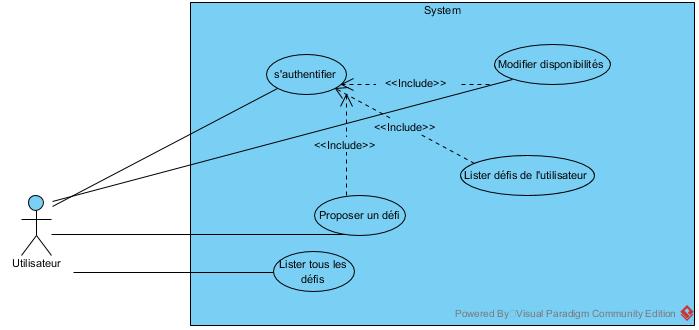 System
s'authentifier
Modifier disponibilités
<<Include>>
<<Include>>
<<Include>>
Lister défis de l'utilisateur
Proposer un défi
Utilisateur
Lister tous les
défis
Powered By Visual Paradigm Community Edition